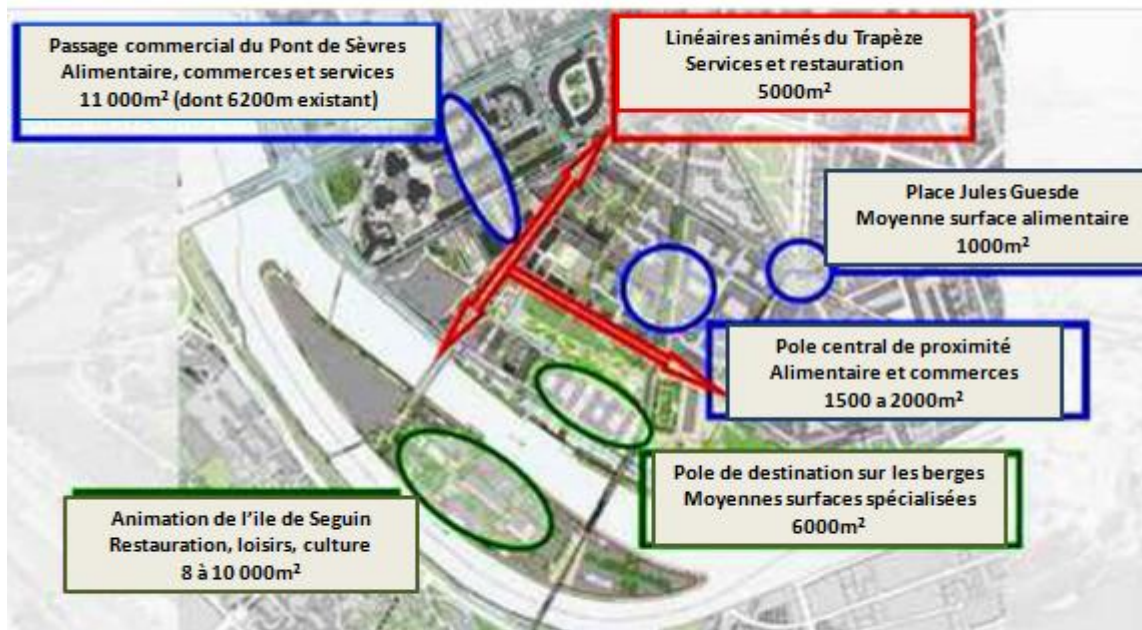 Passage commercial du Pont de Sèvres
Alimentaire, commerces et services
11 000m² (dont 6200m existant)
Linéaires animés du Trapèze
Services et restauration
5000m²
Place Jules Guesde
Moyenne surface alimentaire
1000m²
Pole central de proximité
Alimentaire et commerces
1500 a 2000m²
Pole de destination sur les berges
Moyennes surfaces spécialisées
6000m²
Animation de l'ile de Seguin
Restauration, loisirs, culture
8 à 10 000m²